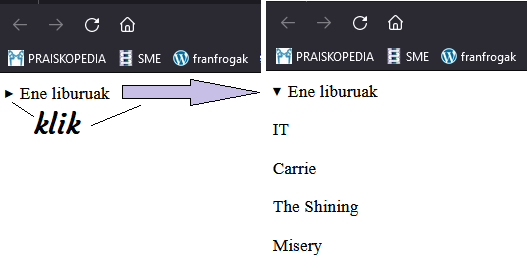 PRAISKOPEDIA SME franfrogak
▶ Ene liburuak
klik
PRAISKOPEDIA SME franfrogak
▼ Ene liburuak
IT
Carrie
The Shining
Misery